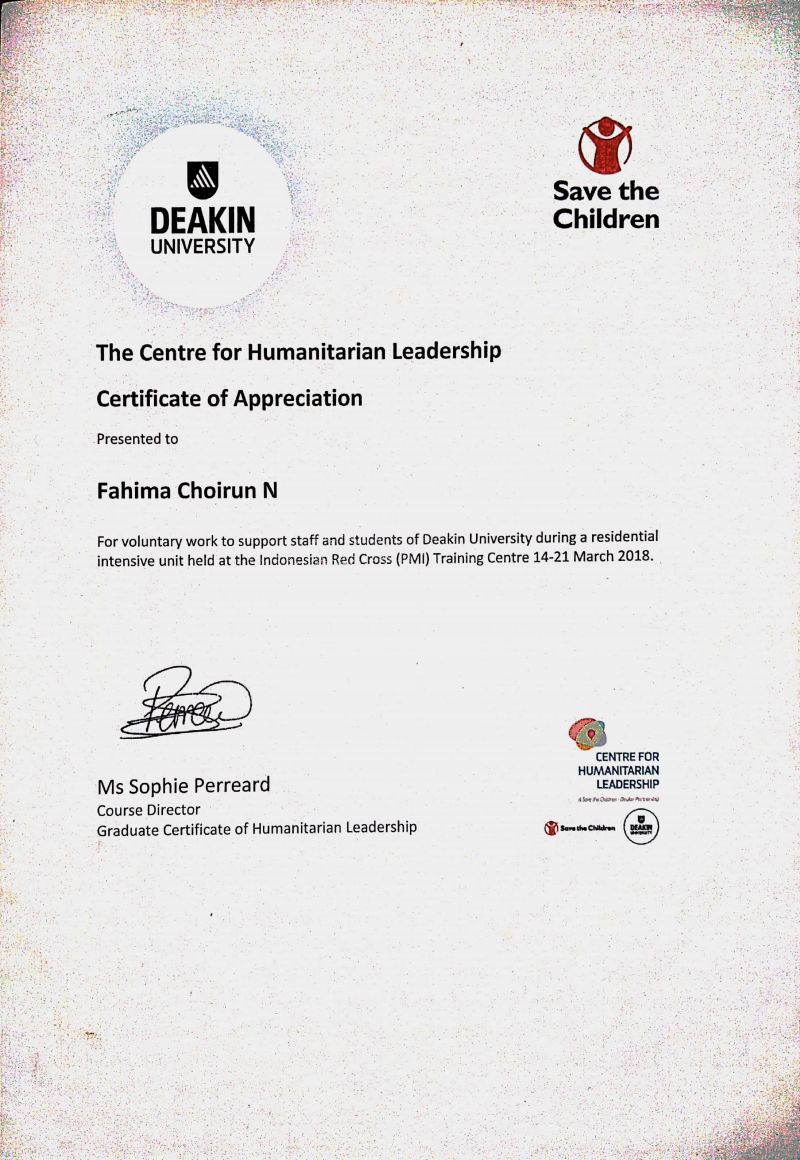 DEAKIN
UNIVERSITY
Save the
Children
The Centre for Humanitarian Leadership
Certificate of Appreciation
Presented to
Fahima Choirun N
For voluntary work to support staff and students of Deakin University during a residential
intensive unit held at the Indonesian Red Cross (PMI) Training Centre 14-21 March 2018.
Ms Sophie Perreard
Course Director
Graduate Certificate of Humanitarian Leadership
CENTRE FOR
HUMANITARIAN
LEADERSHIP
A Save the Children - Deakin Partnership
Save the Children
DEAKIN
UNIVERSITY